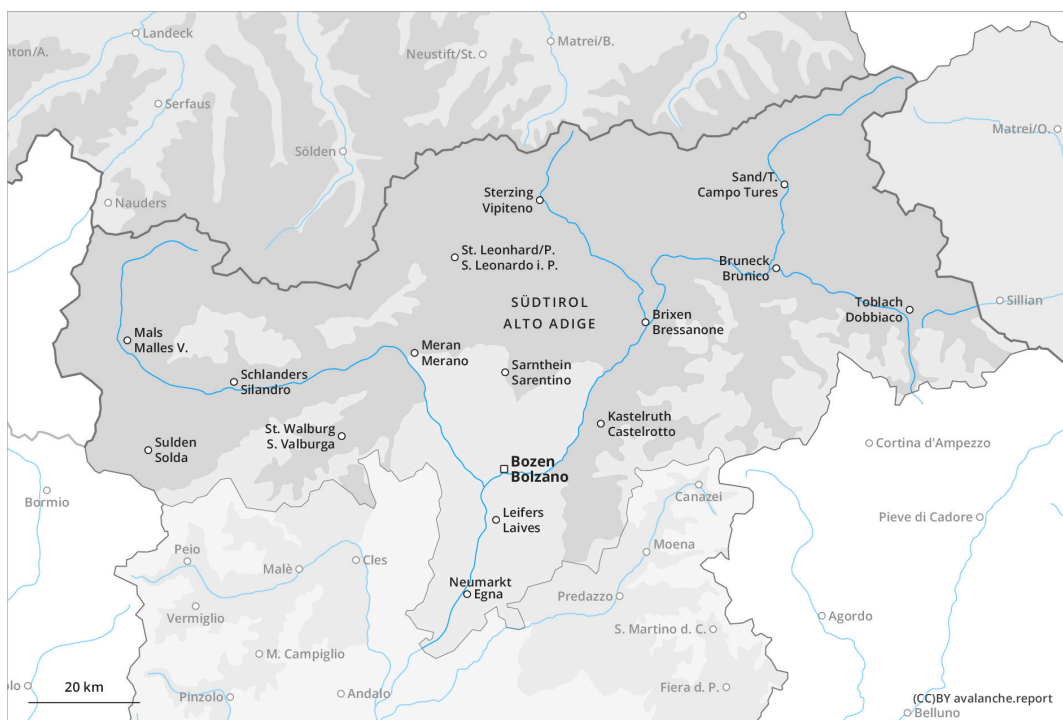 Landeck
nton/A.
Neustift/St.
Matrei/B.
Serfaus
Matrei/O.
Sölden
Sand/T.
Campo Tures
Nauders
Sterzing
Vipiteno
St. Leonhard/P.
S. Leonardo i. P.
Bruneck
Brunico
SÜDTIROL
ALTO ADIGE
Toblach
Dobbiaco
Sillian
Brixen
Bressanone
Mals
Malles V.
Meran
Merano
Sarnthein
Sarentino
Schlanders
Silandro
St. Walburg
S. Valburga
Kastelruth
Castelrotto
Sulden
Solda
Cortina d'Ampezzo
Bozen
Bolzano
Bormio
Canazei
Leifers
Laives
Pieve di Cadore
Peio
Malè
Cles
Moena
Neumarkt
Egna
Vermiglio
Predazzo
Agordo
S. Martino d. C.
M. Campiglio
olo
20 km
Pinzolo
Andalo
Fiera d. P.
(CC)BY avalanche.report
Belluno